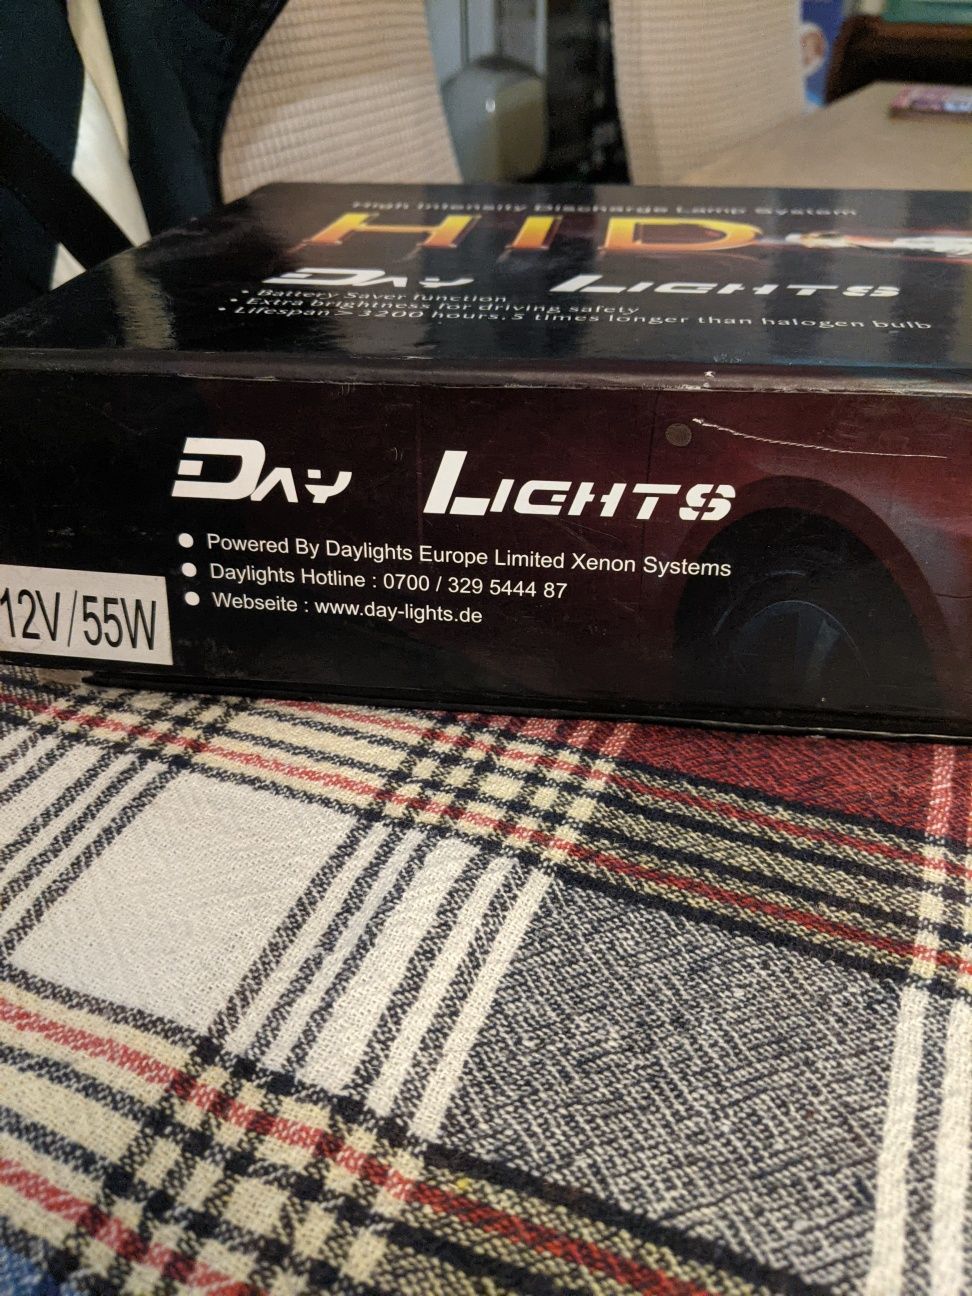 High Intensity Discharge Lamp System
HID
DAY LIGHTS
• Battery Saver function
• Extra brightness for driving safety
• Lifespan > 3200 hours, 5 times longer than halogen bulb
DAY LIGHTS
● Powered By Daylights Europe Limited Xenon Systems
● Daylights Hotline : 0700 / 329 5444 87
● Webseite : www.day-lights.de
12V/55W